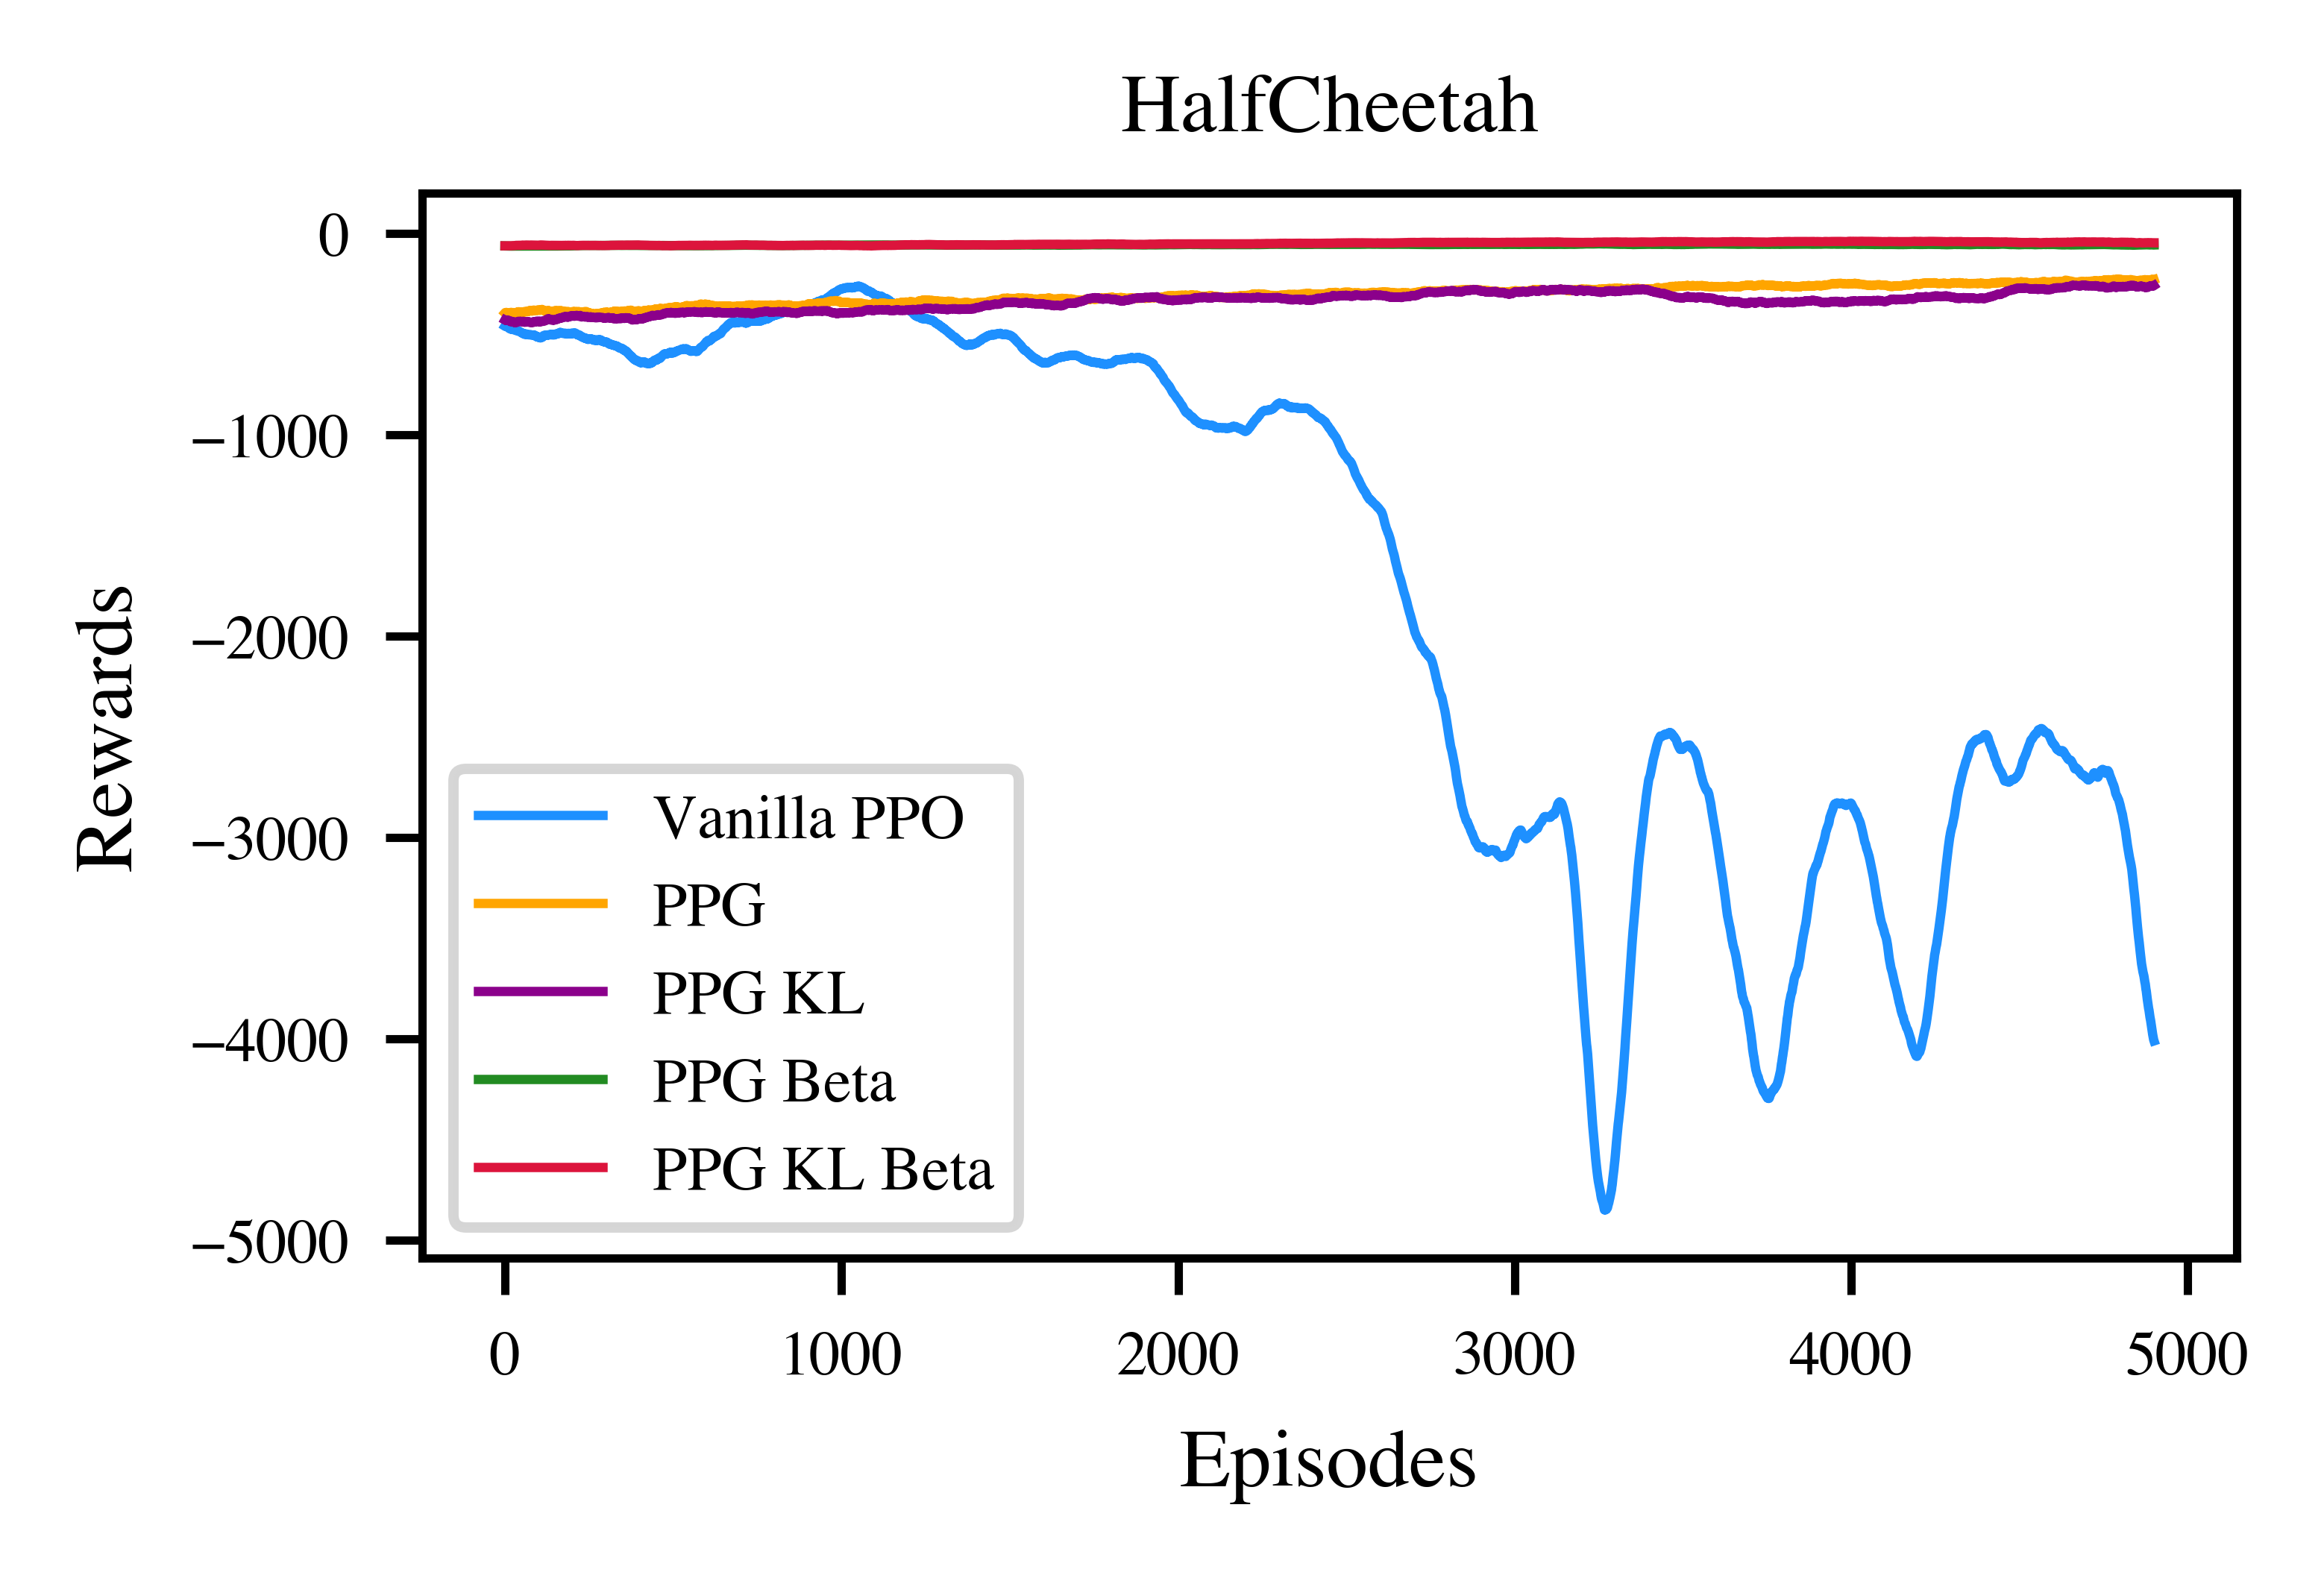 HalfCheetah
Rewards
0
−1000
−2000
−3000
−4000
−5000
Vanilla PPO
PPG
PPG KL
PPG Beta
PPG KL Beta
0 1000 2000 3000 4000 5000
Episodes